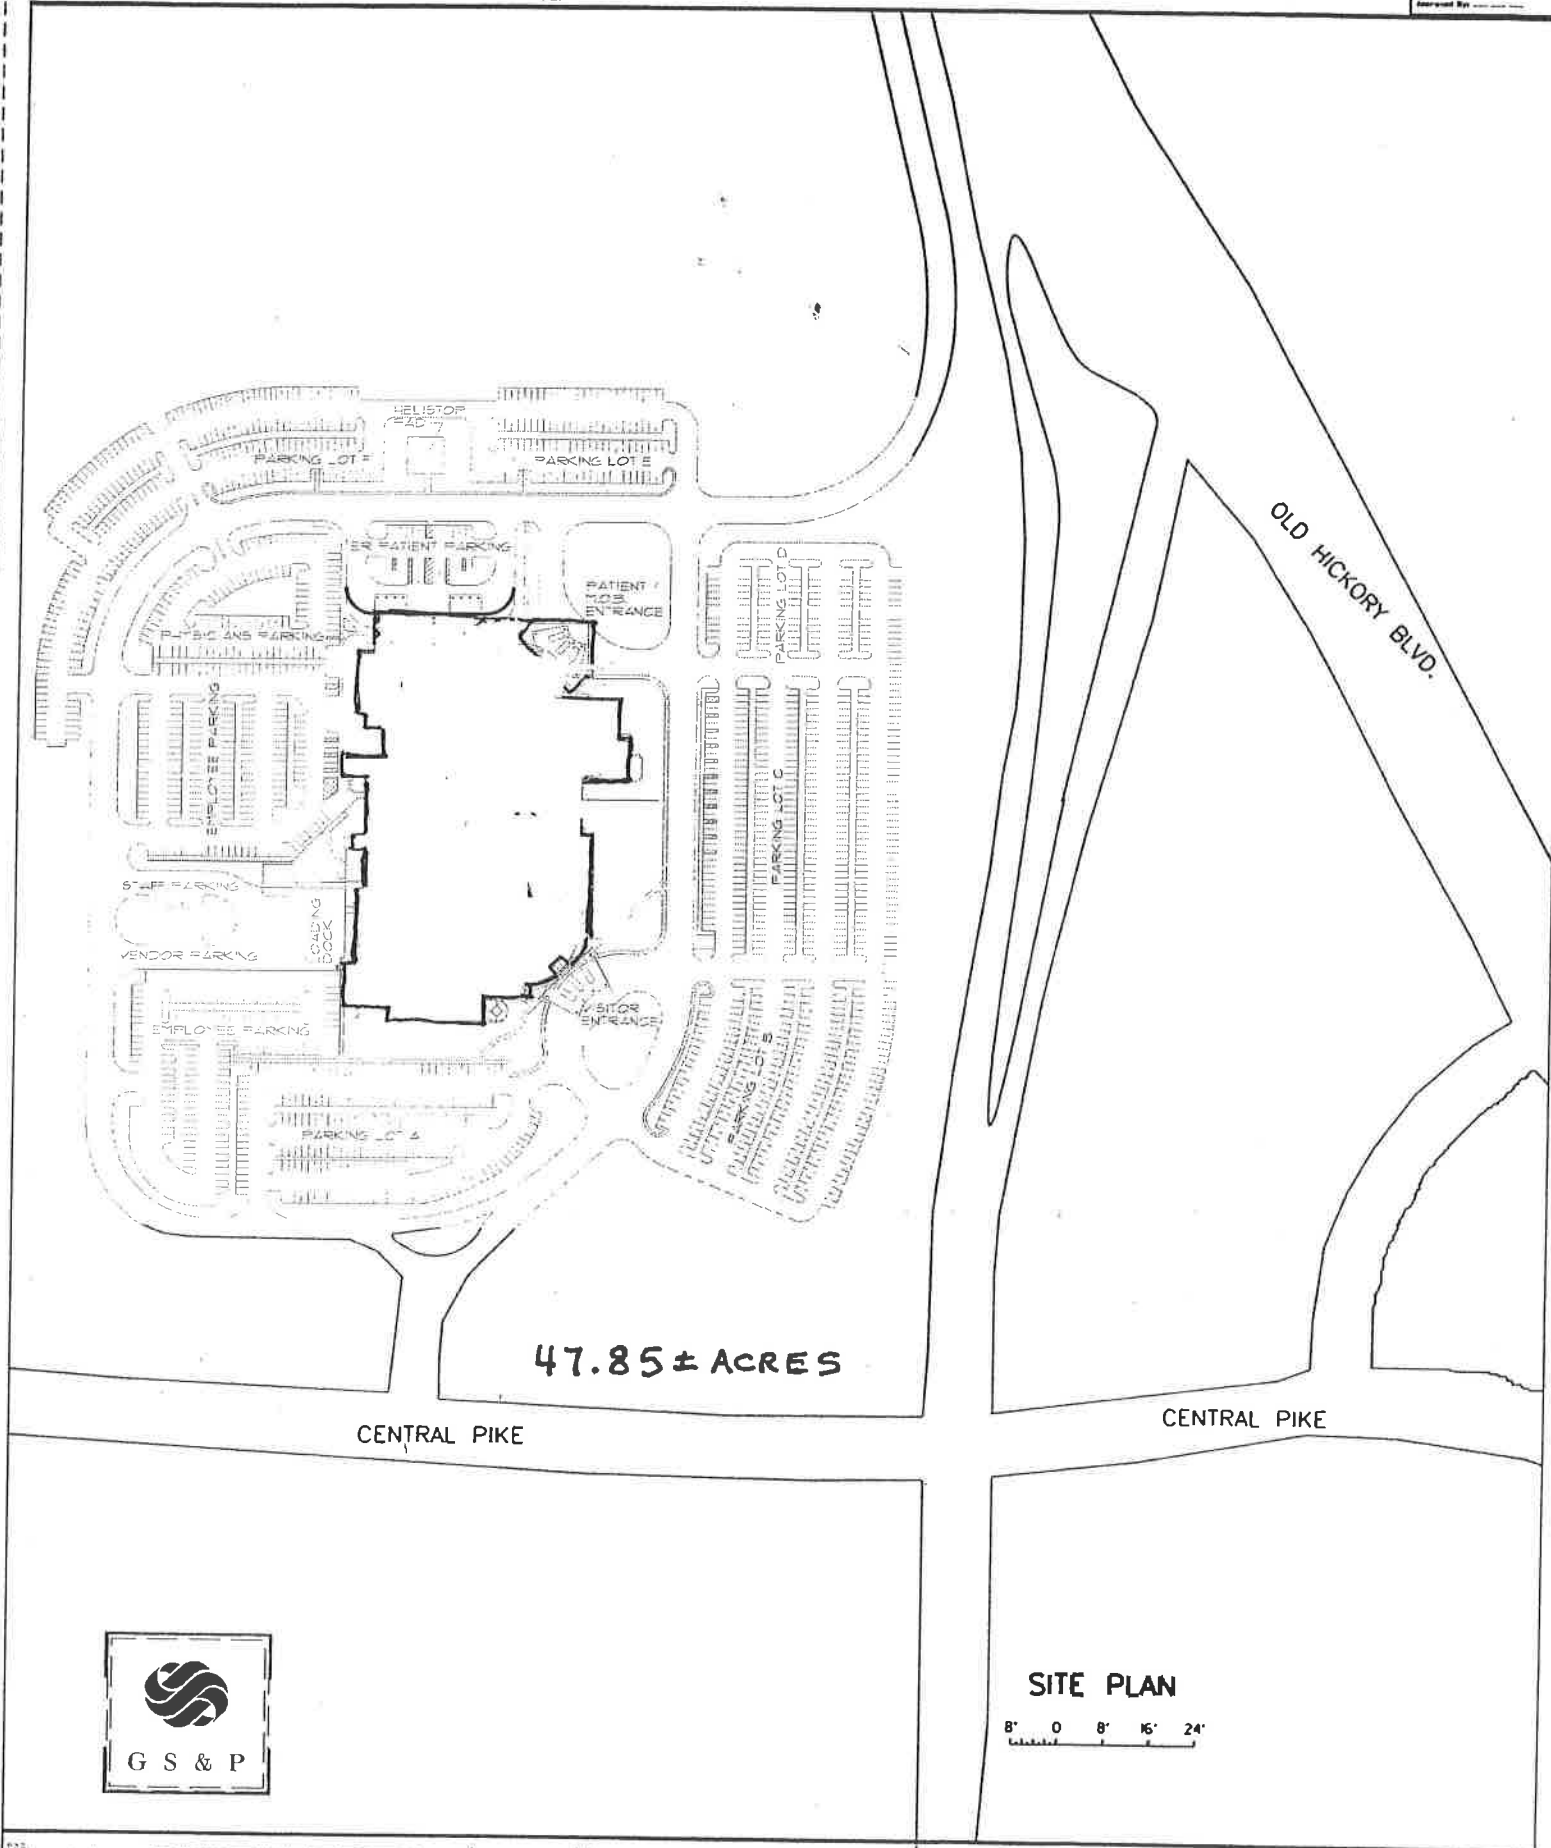 Approved By:
HELISTOP
PAD
PARKING LOT F
PARKING LOT E
ER PATIENT PARKING
PATIENT /
M.O.B.
ENTRANCE
PARKING LOT D
PHYSICIANS PARKING
EMPLOYEE PARKING
OLD HICKORY BLVD.
PARKING LOT C
STAFF PARKING
LOADING
DOCK
VENDOR PARKING
EMPLOYEE PARKING
VISITOR
ENTRANCE
PARKING LOT B
PARKING LOT A
47.85± ACRES
CENTRAL PIKE
CENTRAL PIKE
SITE PLAN
8' 0 8' 16' 24'
G S & P